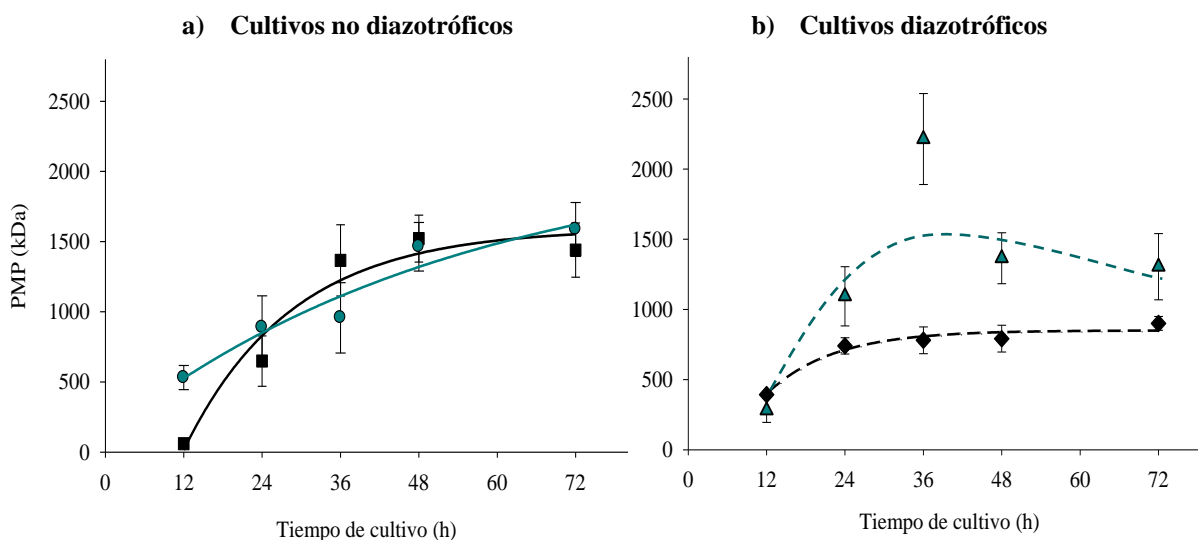 a) Cultivos no diazotróficos
PMP (kDa)
2500
2000
1500
1000
500
0
0 12 24 36 48 60 72
Tiempo de cultivo (h)
b) Cultivos diazotróficos
2500
2000
1500
1000
500
0
0 12 24 36 48 60 72
Tiempo de cultivo (h)